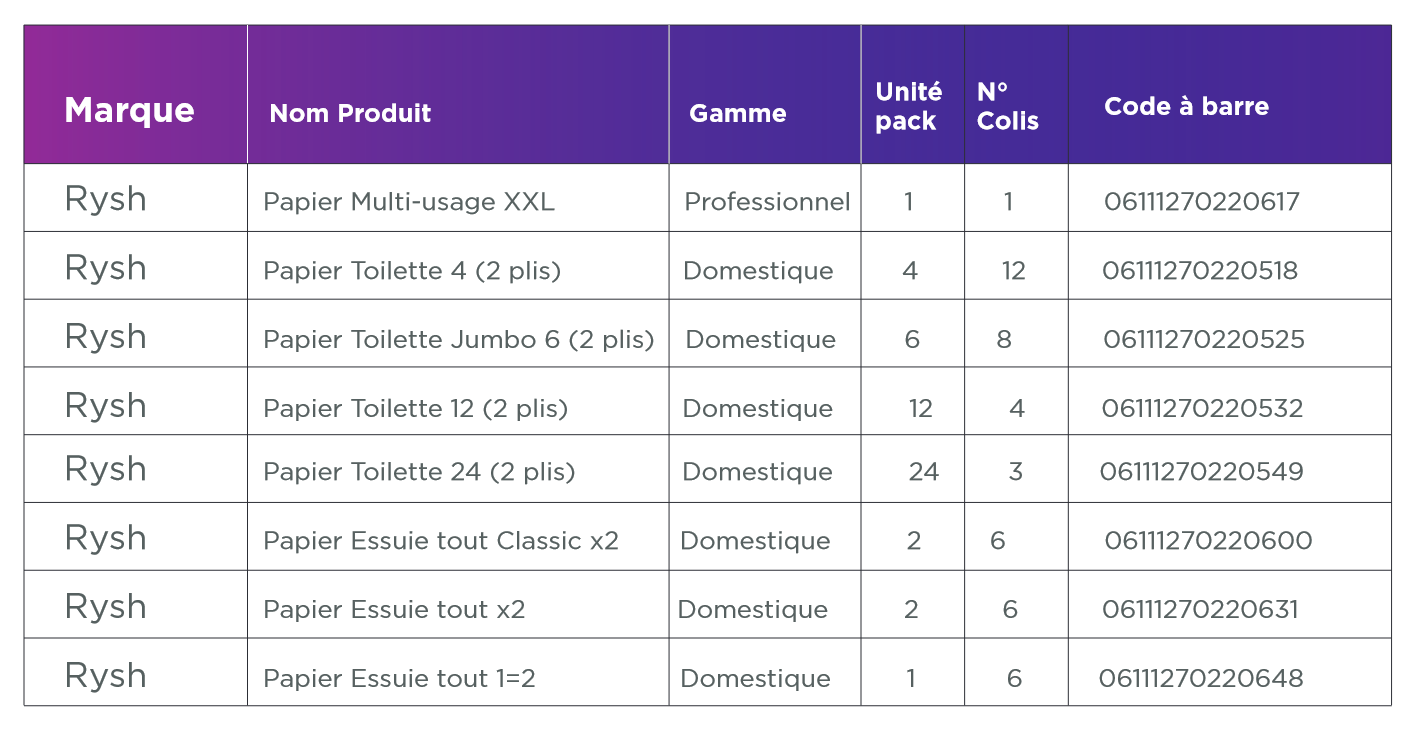 Marque Nom Produit Gamme Unité pack N° Colis Code à barre
Rysh Papier Multi-usage XXL Professionnel 1 1 06111270220617
Rysh Papier Toilette 4 (2 plis) Domestique 4 12 06111270220518
Rysh Papier Toilette Jumbo 6 (2 plis) Domestique 6 8 06111270220525
Rysh Papier Toilette 12 (2 plis) Domestique 12 4 06111270220532
Rysh Papier Toilette 24 (2 plis) Domestique 24 3 06111270220549
Rysh Papier Essuie tout Classic x2 Domestique 2 6 06111270220600
Rysh Papier Essuie tout x2 Domestique 2 6 06111270220631
Rysh Papier Essuie tout 1=2 Domestique 1 6 06111270220648